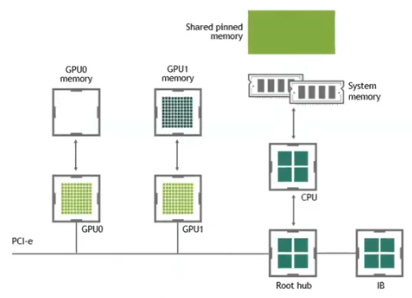 Shared pinned
memory
GPU0
memory
GPU1
memory
System
memory
CPU
GPU0
GPU1
PCI-e
Root hub
IB